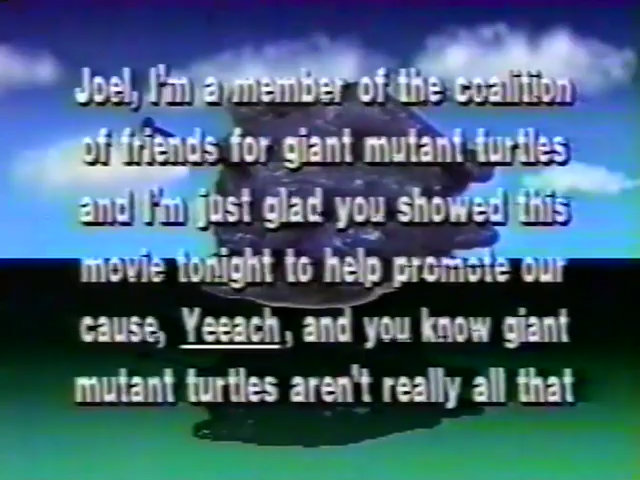 Joel, I'm a member of the coalition
of friends for giant mutant turtles
and I'm just glad you showed this
movie tonight to help promote our
cause, Yeeach, and you know giant
mutant turtles aren't really all that